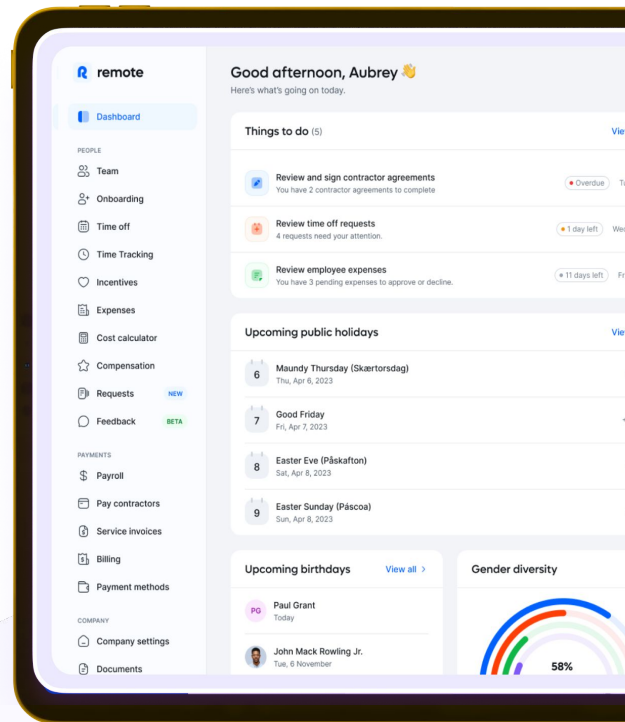 remote
Dashboard
PEOPLE
Team
Onboarding
Time off
Time Tracking
Incentives
Expenses
Cost calculator
Compensation
Requests NEW
Feedback BETA
PAYMENTS
Payroll
Pay contractors
Service invoices
Billing
Payment methods
COMPANY
Company settings
Documents
Good afternoon, Aubrey 👋
Here's what's going on today.
Things to do (5)
Review and sign contractor agreements
You have 2 contractor agreements to complete
Overdue
Review time off requests
4 requests need your attention.
1 day left
Review employee expenses
You have 3 pending expenses to approve or decline.
11 days left
Upcoming public holidays
6
Maundy Thursday (Skærtorsdag)
Thu, Apr 6, 2023
7
Good Friday
Fri, Apr 7, 2023
8
Easter Eve (Påskafton)
Sat, Apr 8, 2023
9
Easter Sunday (Páscoa)
Sun, Apr 8, 2023
Upcoming birthdays View all >
PG
Paul Grant
Today
John Mack Rowling Jr.
Tue, 6 November
Gender diversity
58%